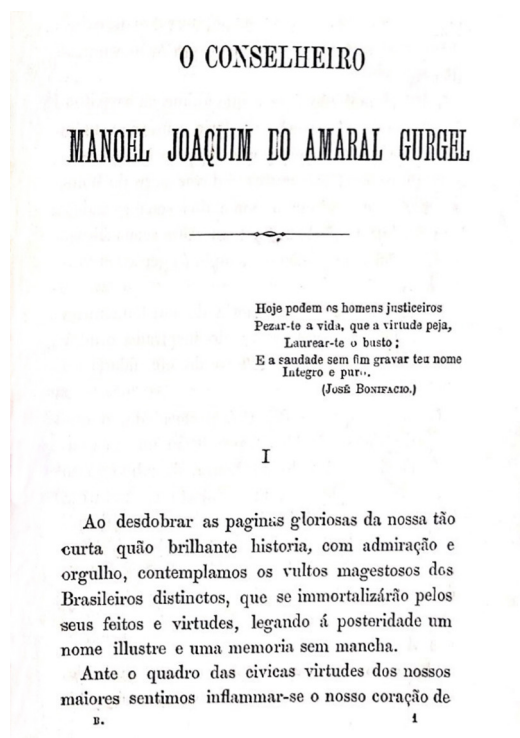 O CONSELHEIRO
MANOEL JOAQUIM DO AMARAL GURGEL
Hoje podem os homens justiceiros
Pezar-te a vida, que a virtude peja,
Laurear-te o busto;
E a saudade sem fim gravar teu nome
Integro e puro.
(José Bonifacio.)
I
Ao desdobrar as paginas gloriosas da nossa tão
curta quão brilhante historia, com admiração e
orgulho, contemplamos os vultos magestosos dos
Brasileiros distinctos, que se immortalizárão pelos
seus feitos e virtudes, legando á posteridade um
nome illustre e uma memoria sem mancha.
Ante o quadro das civicas virtudes dos nossos
maiores sentimos inflammar-se o nosso coração de
B. 1